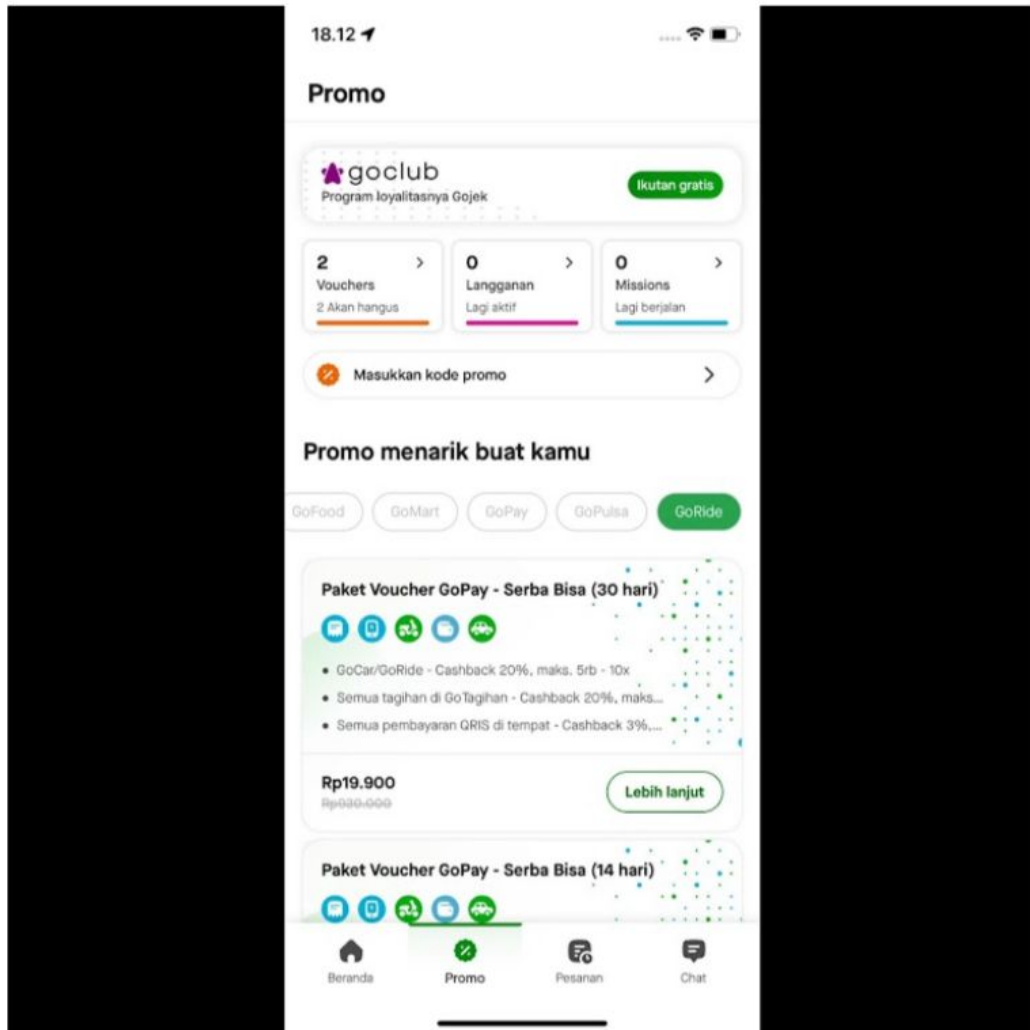 18.12
Promo
goclub
Program loyalitasnya Gojek
Ikutan gratis
2
Vouchers
2 Akan hangus
0
Langganan
Lagi aktif
0
Missions
Lagi berjalan
Masukkan kode promo
Promo menarik buat kamu
GoFood
GoMart
GoPay
GoPulsa
GoRide
Paket Voucher GoPay - Serba Bisa (30 hari)
• GoCar/GoRide - Cashback 20%, maks. 5rb - 10x
• Semua tagihan di GoTagihan - Cashback 20%, maks...
• Semua pembayaran QRIS di tempat - Cashback 3%,...
Rp19.900
Rp930.000
Lebih lanjut
Paket Voucher GoPay - Serba Bisa (14 hari)
Beranda
Promo
Pesanan
Chat